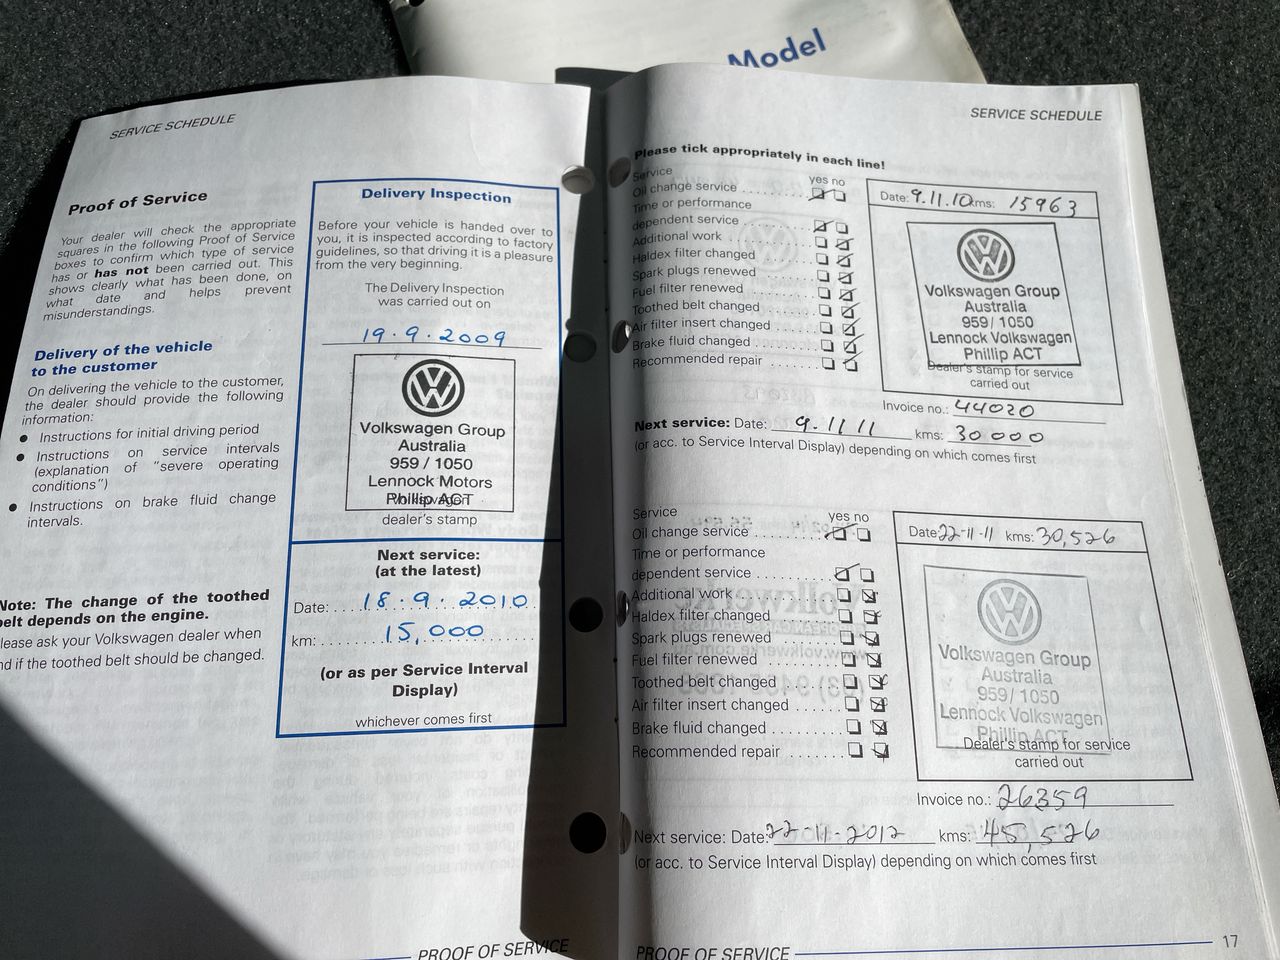 Model
SERVICE SCHEDULE
Proof of Service
Your dealer will check the appropriate
squares in the following Proof of Service
boxes to confirm which type of service
has or has not been carried out. This
shows clearly what has been done, on
what date and helps prevent
misunderstandings.
Delivery of the vehicle
to the customer
On delivering the vehicle to the customer,
the dealer should provide the following
information:
● Instructions for initial driving period
● Instructions on service intervals
(explanation of "severe operating
conditions")
● Instructions on brake fluid change
intervals.
Note: The change of the toothed
belt depends on the engine.
lease ask your Volkswagen dealer when
nd if the toothed belt should be changed.
Delivery Inspection
Before your vehicle is handed over to
you, it is inspected according to factory
guidelines, so that driving it is a pleasure
from the very beginning.
The Delivery Inspection
was carried out on
19.9.2009
Volkswagen Group
Australia
959 / 1050
Lennock Motors
Phillip ACT
Volkswagen
dealer's stamp
Next service:
(at the latest)
Date: 18.9.2010
km: 15,000
(or as per Service Interval
Display)
whichever comes first
PROOF OF SERVICE
SERVICE SCHEDULE
Please tick appropriately in each line!
Service yes no
Oil change service
Time or performance
dependent service
Additional work
Haldex filter changed
Spark plugs renewed
Fuel filter renewed
Toothed belt changed
Air filter insert changed
Brake fluid changed
Recommended repair
Date: 9.11.10 kms: 15963
Volkswagen Group
Australia
959/ 1050
Lennock Volkswagen
Phillip ACT
Dealer's stamp for service
carried out
Invoice no.: 44020
Next service: Date: 9.11 11 kms: 30000
(or acc. to Service Interval Display) depending on which comes first
Service yes no
Oil change service
Time or performance
dependent service
Additional work
Haldex filter changed
Spark plugs renewed
Fuel filter renewed
Toothed belt changed
Air filter insert changed
Brake fluid changed
Recommended repair
Date: 22-11-11 kms: 30,526
Volkswagen Group
Australia
959/ 1050
Lennock Volkswagen
Phillip ACT
Dealer's stamp for service
carried out
Invoice no.: 26359
Next service: Date: 22-11-2012 kms: 45,526
(or acc. to Service Interval Display) depending on which comes first
PROOF OF SERVICE
17